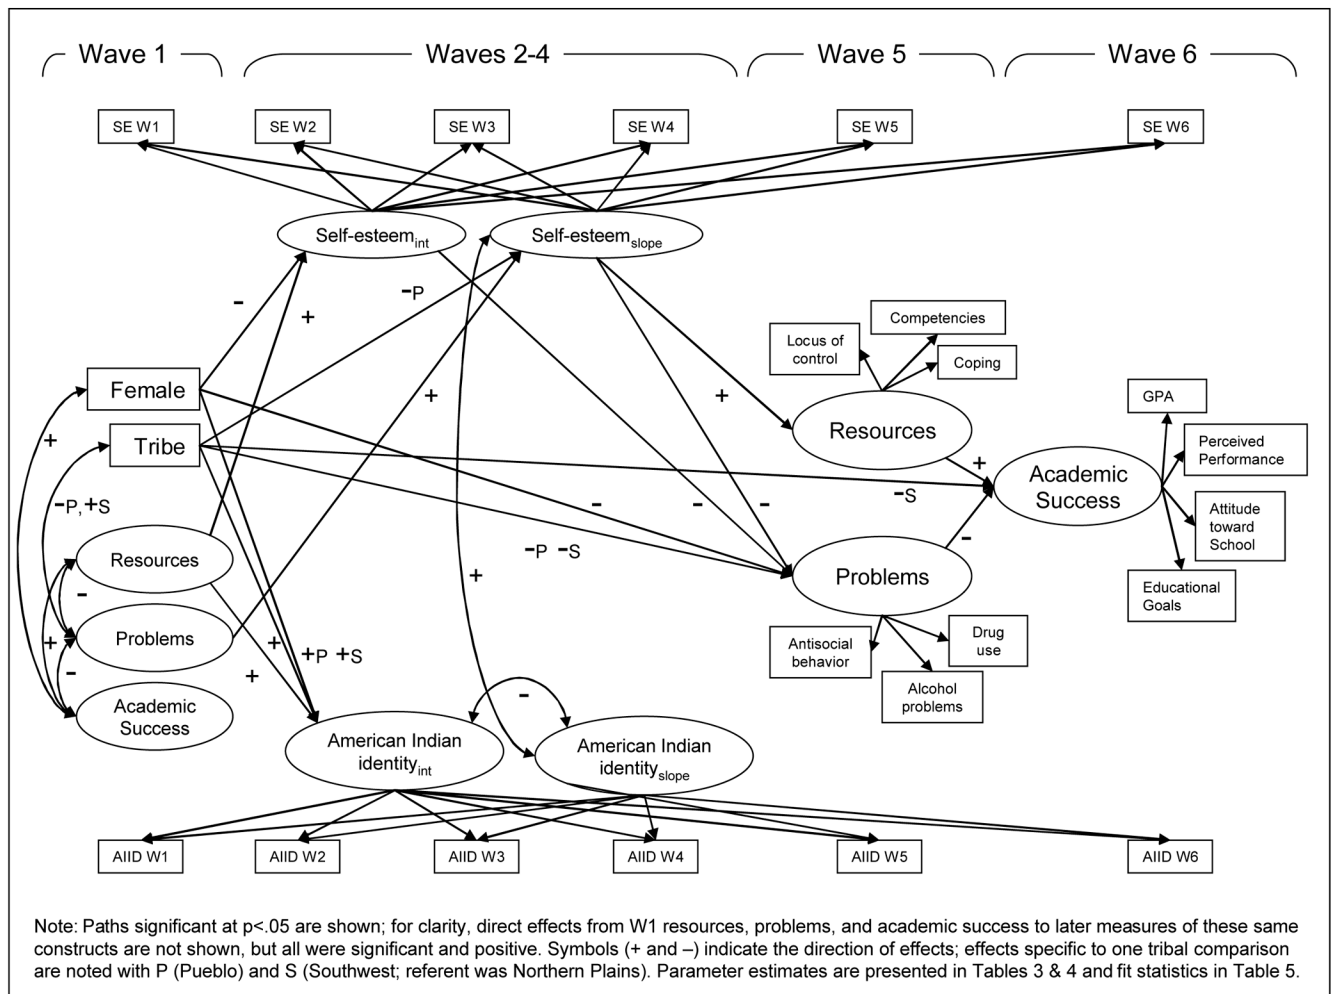 Wave 1
Waves 2-4
Wave 5
Wave 6
SE W1
SE W2
SE W3
SE W4
SE W5
SE W6
Self-esteemint
Self-esteemslope
–
+
–P
Competencies
Locus of
control
Coping
Female
+
+
GPA
+
Tribe
Resources
+
Perceived
Performance
Academic
Success
–P,+S
–S
–
–
–
Attitude
toward
School
–P –S
–
Resources
Problems
+
–
Educational
Goals
Problems
+
+
+P +S
Antisocial
behavior
Drug
use
–
+
Alcohol
problems
Academic
Success
–
American Indian
identityint
American Indian
identityslope
AIID W1
AIID W2
AIID W3
AIID W4
AIID W5
AIID W6
Note: Paths significant at p<.05 are shown; for clarity, direct effects from W1 resources, problems, and academic success to later measures of these same
constructs are not shown, but all were significant and positive. Symbols (+ and –) indicate the direction of effects; effects specific to one tribal comparison
are noted with P (Pueblo) and S (Southwest; referent was Northern Plains). Parameter estimates are presented in Tables 3 & 4 and fit statistics in Table 5.